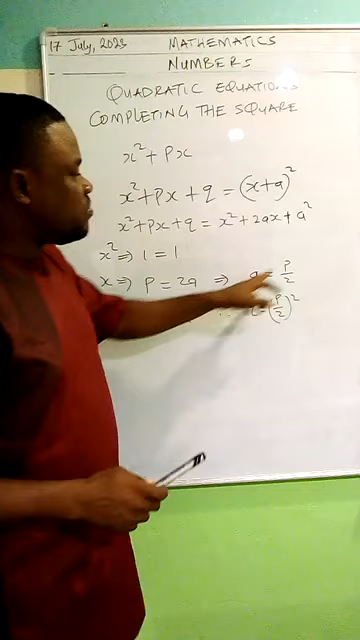 17 July, 2023 MATHEMATICS
NUMBERS
QUADRATIC EQUATIONS
COMPLETING THE SQUARE
x² + px
x² + px + q = (x+a)²
x² + px + q = x² + 2ax + a²
x² ⇒ 1 = 1
x ⇒ p = 2a ⇒ p/2
(p/2)²